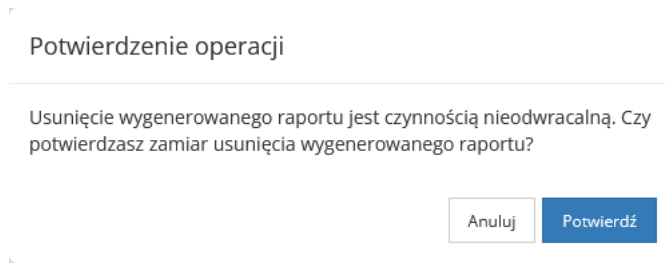 Potwierdzenie operacji
Usunięcie wygenerowanego raportu jest czynnością nieodwracalną. Czy
potwierdzasz zamiar usunięcia wygenerowanego raportu?
Anuluj
Potwierdź